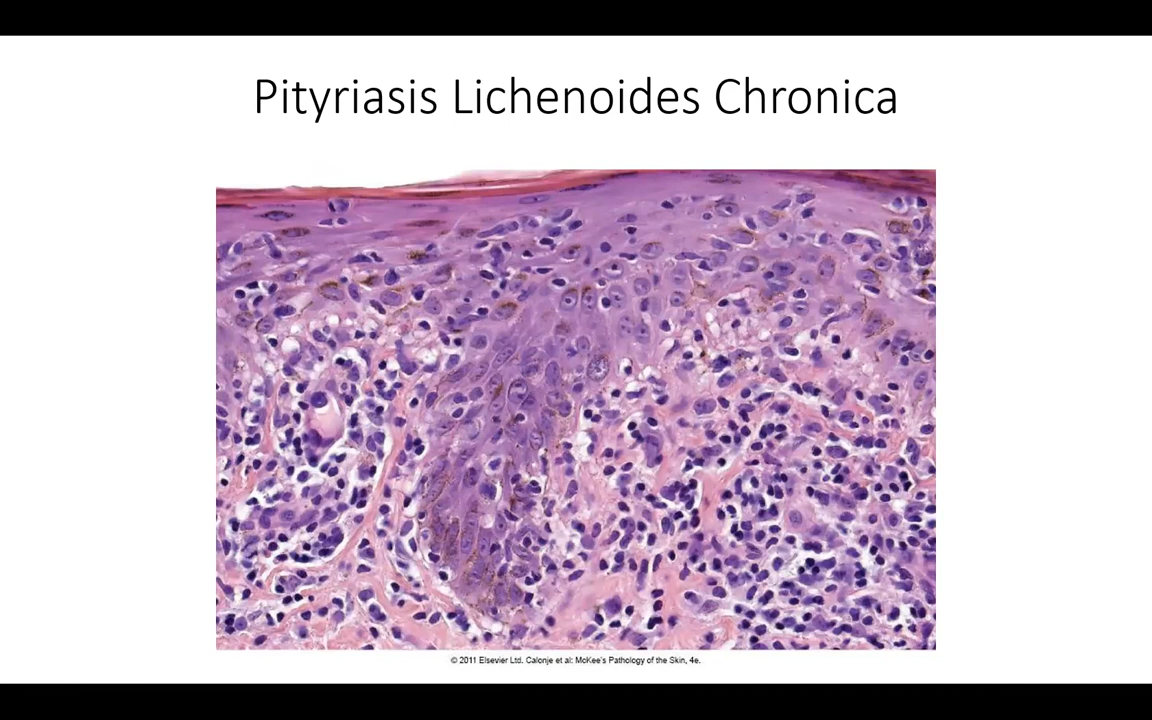 Pityriasis Lichenoides Chronica
© 2011 Elsevier Ltd. Calonje et al: McKee's Pathology of the Skin, 4e.